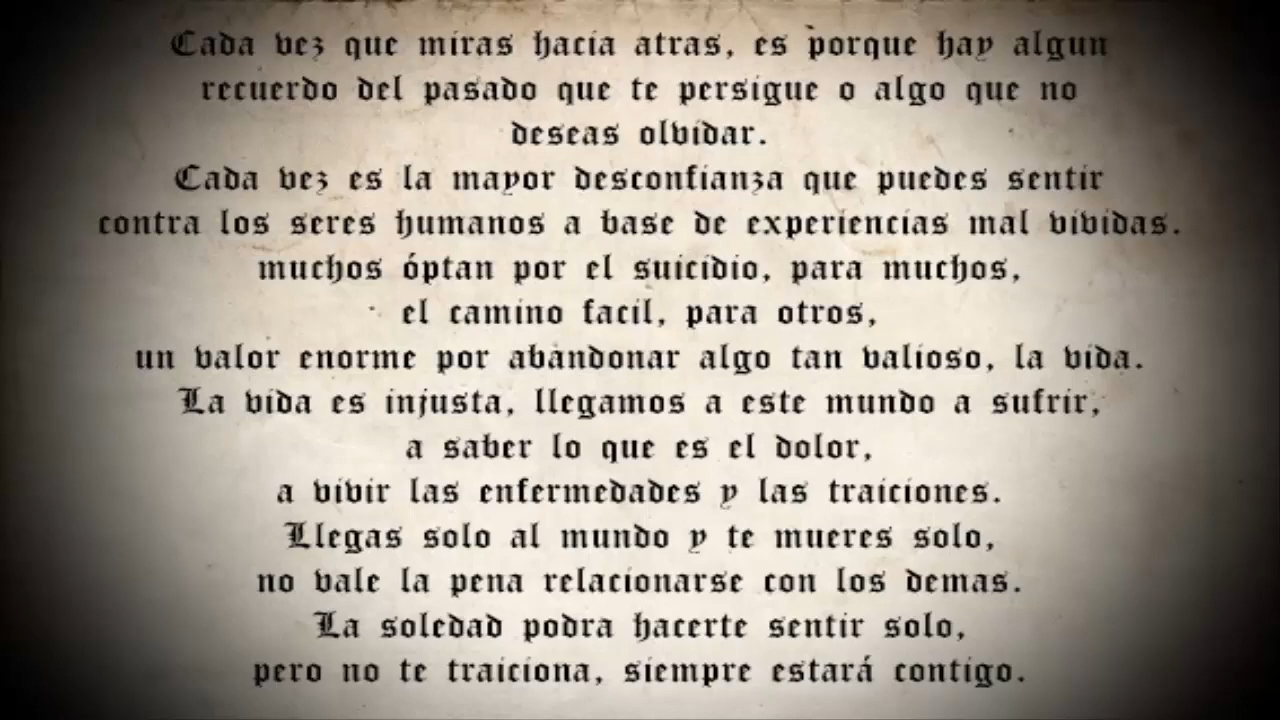 Cada vez que miras hacia atras, es porque hay algun
recuerdo del pasado que te persigue o algo que no
deseas olvidar.
Cada vez es la mayor desconfianza que puedes sentir
contra los seres humanos a base de experiencias mal vividas.
muchos óptan por el suicidio, para muchos,
el camino facil, para otros,
un valor enorme por abandonar algo tan valioso, la vida.
La vida es injusta, llegamos a este mundo a sufrir,
a saber lo que es el dolor,
a vivir las enfermedades y las traiciones.
Llegas solo al mundo y te mueres solo,
no vale la pena relacionarse con los demas.
La soledad podra hacerte sentir solo,
pero no te traiciona, siempre estará contigo.